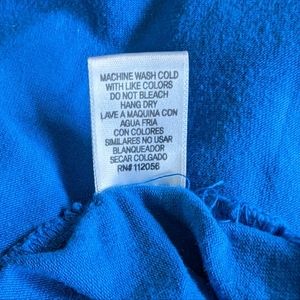 MACHINE WASH COLD
WITH LIKE COLORS
DO NOT BLEACH
HANG DRY
LAVE A MAQUINA CON
AGUA FRIA
CON COLORES
SIMILARES NO USAR
BLANQUEADOR
SECAR COLGADO
RN# 112056